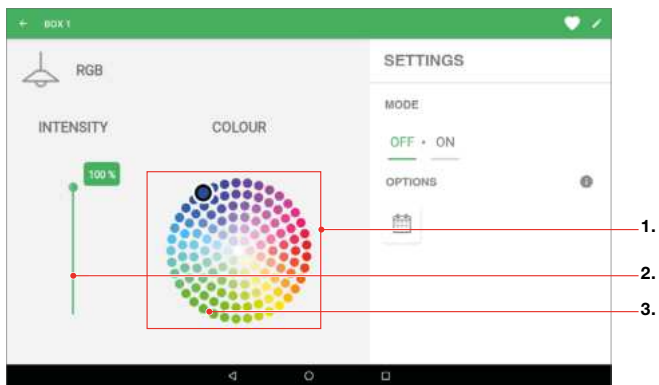 BOX 1
RGB
INTENSITY
COLOUR
100 %
SETTINGS
MODE
OFF • ON
OPTIONS
1.
2.
3.